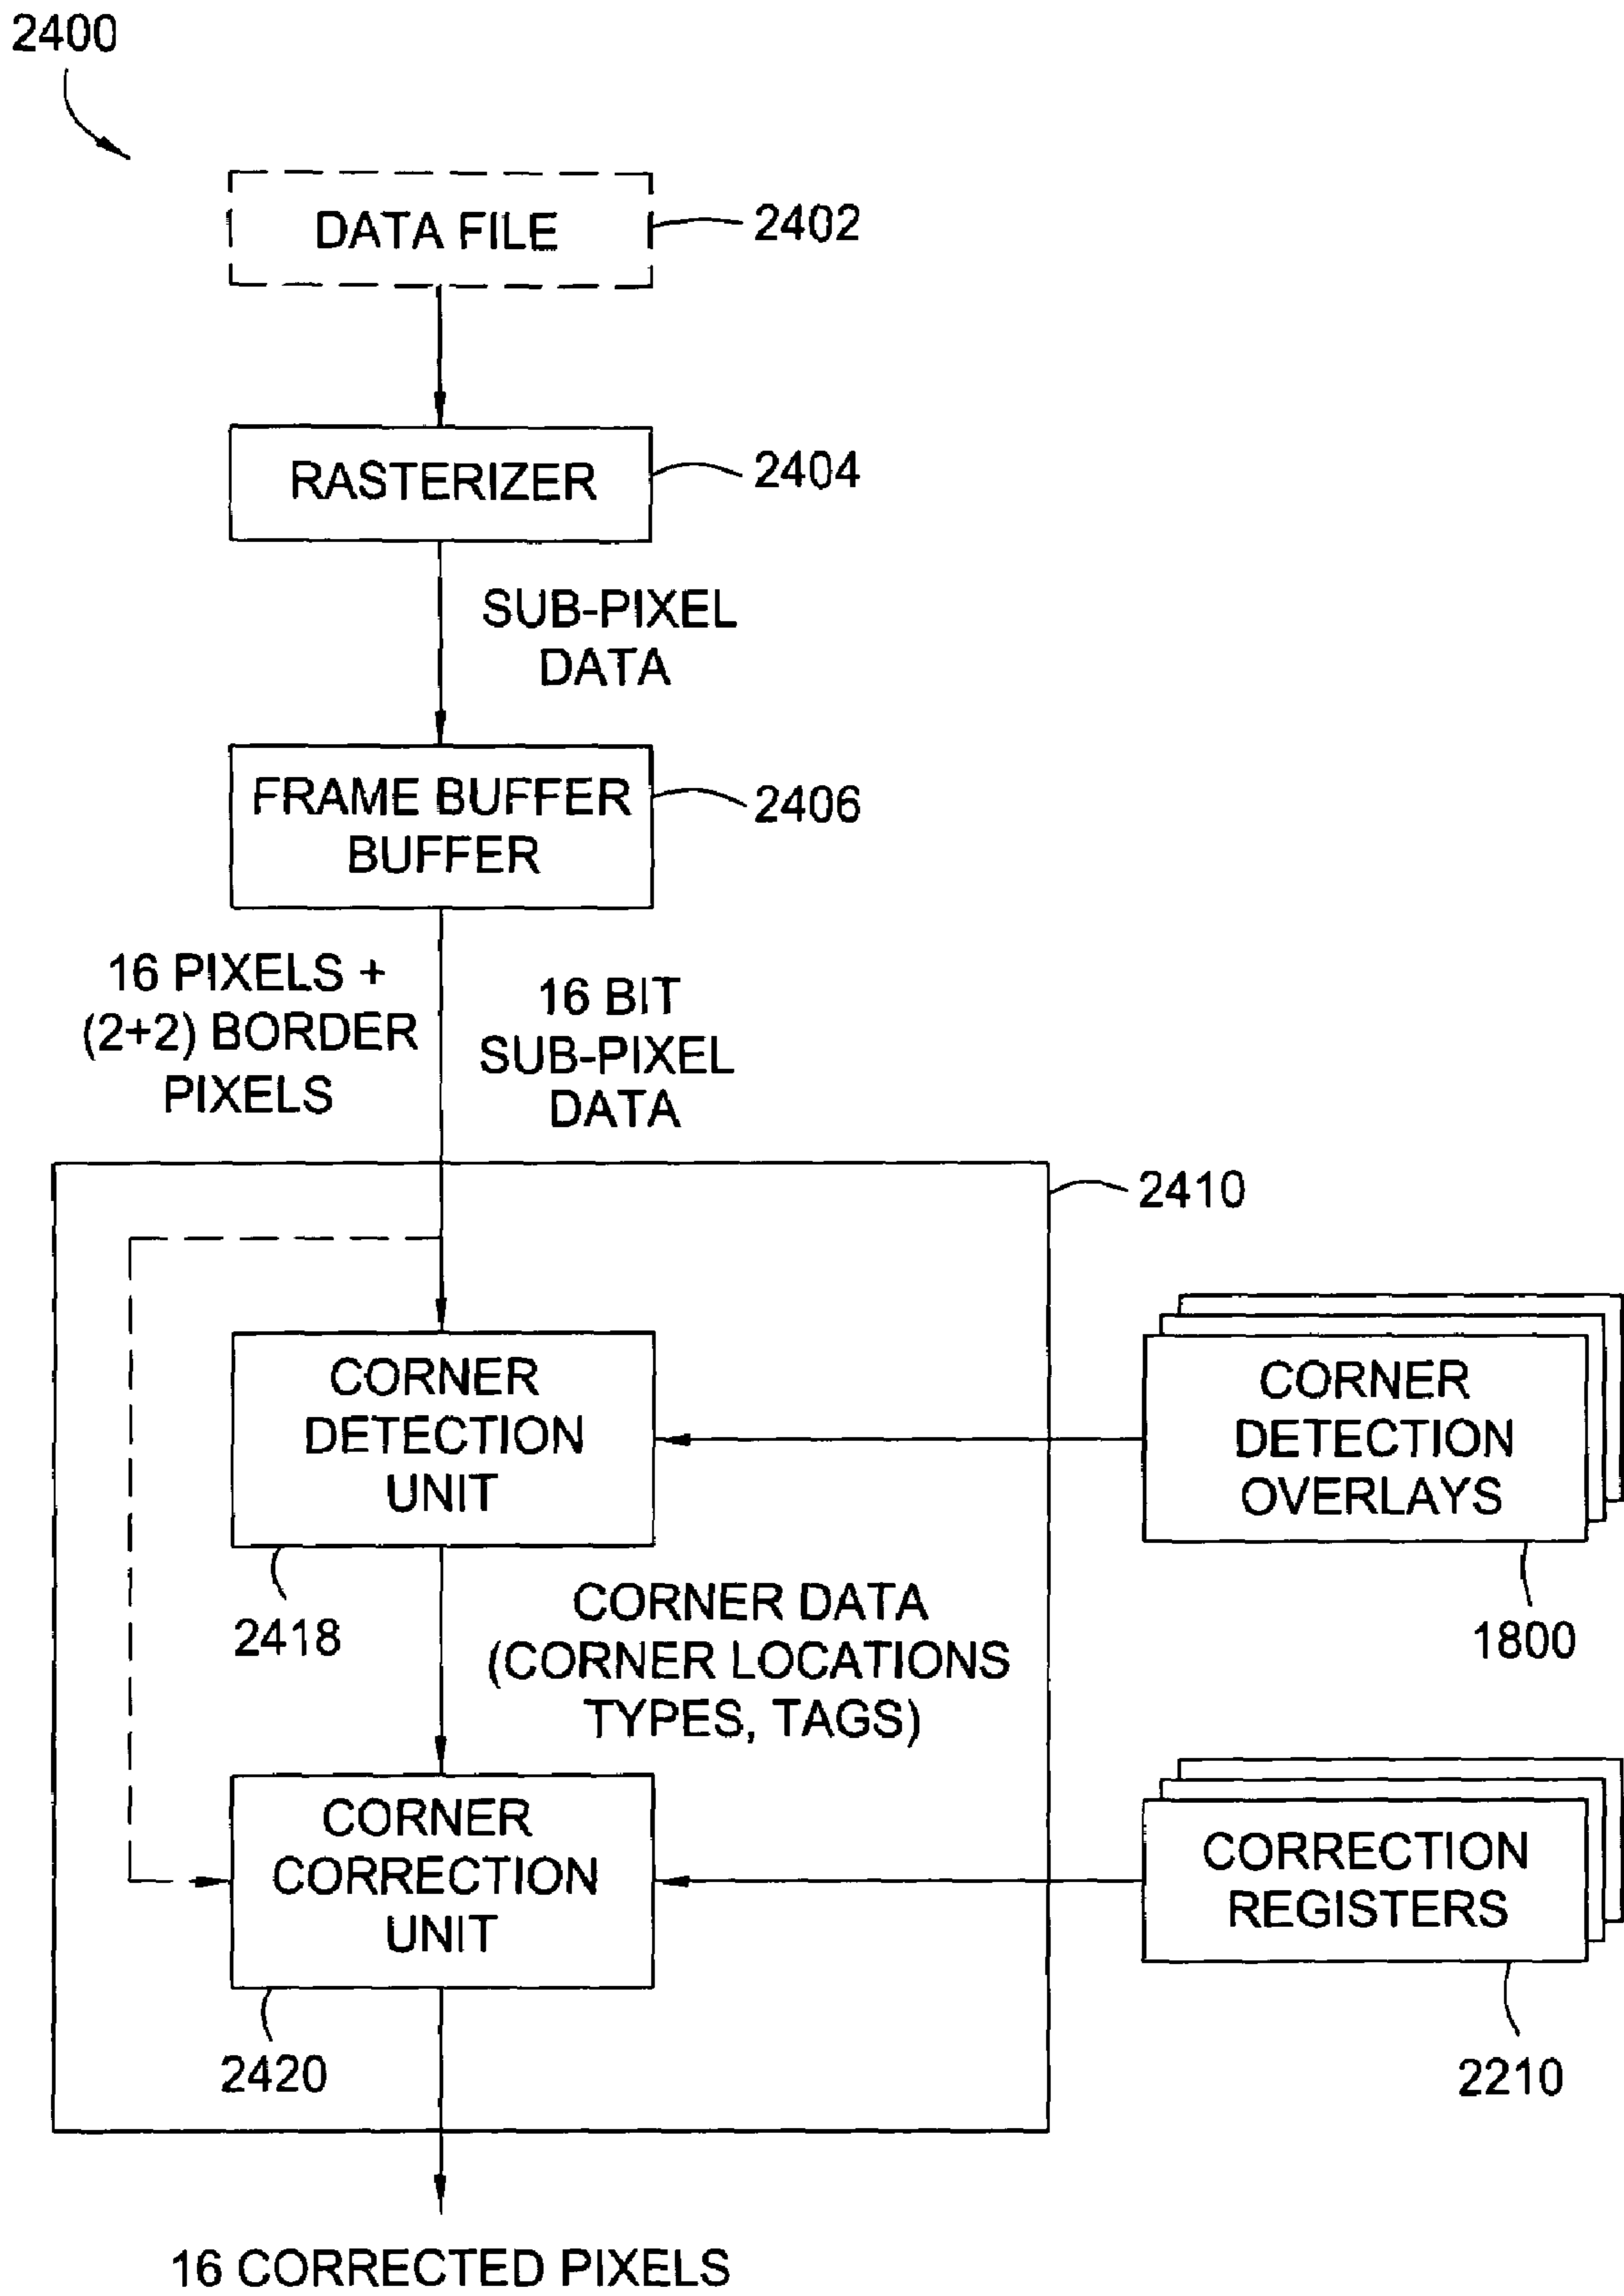 2400
DATA FILE
2402
RASTERIZER
2404
SUB-PIXEL
DATA
FRAME BUFFER
BUFFER
2406
16 PIXELS +
(2+2) BORDER
PIXELS
16 BIT
SUB-PIXEL
DATA
2410
CORNER
DETECTION
UNIT
2418
CORNER
DETECTION
OVERLAYS
1800
CORNER DATA
(CORNER LOCATIONS
TYPES, TAGS)
CORNER
CORRECTION
UNIT
2420
CORRECTION
REGISTERS
2210
16 CORRECTED PIXELS